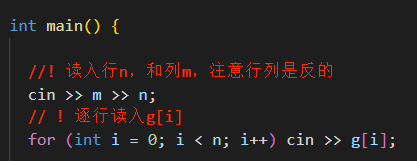 int main() {
//! 读入行n，和列m，注意行列是反的
cin >> m >> n;
// ! 逐行读入g[i]
for (int i = 0; i < n; i++) cin >> g[i];